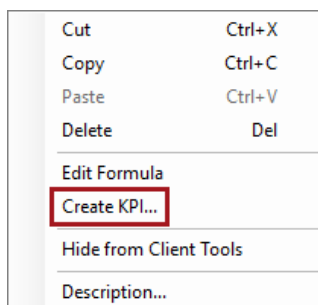 Cut Ctrl+X
Copy Ctrl+C
Paste Ctrl+V
Delete Del
Edit Formula
Create KPI...
Hide from Client Tools
Description...